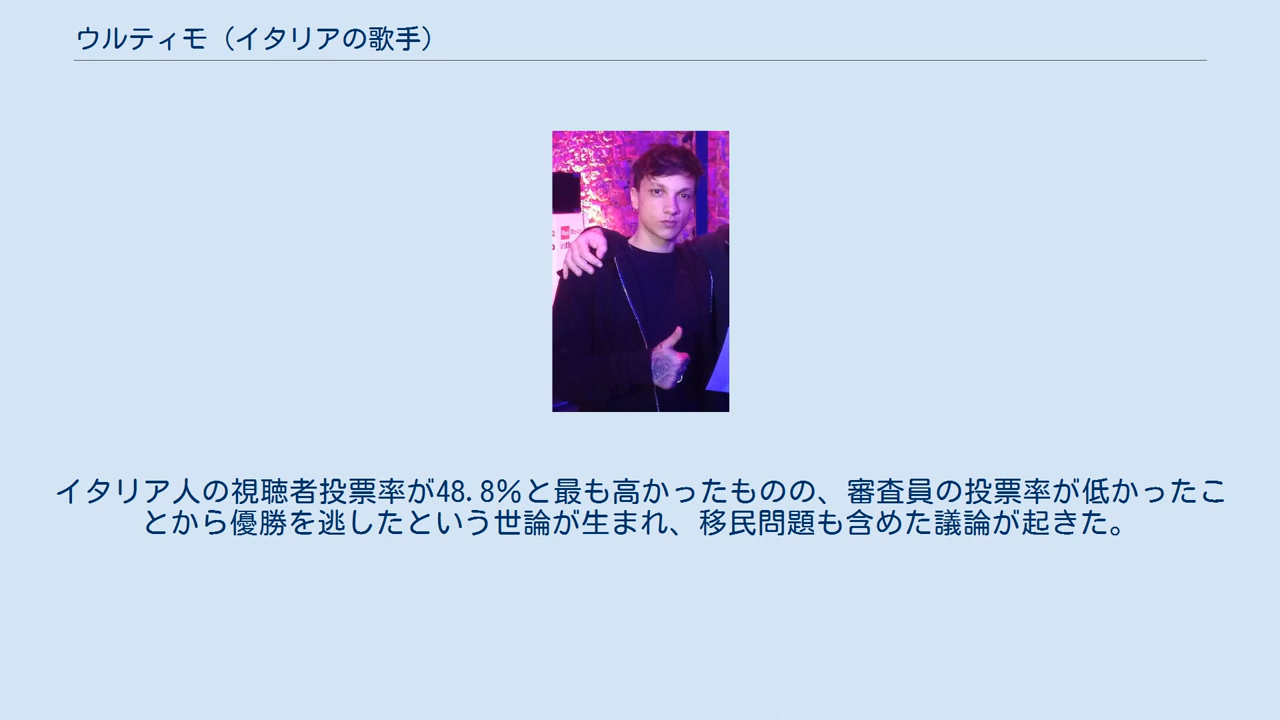 ウルティモ（イタリアの歌手）
イタリア人の視聴者投票率が48.8%と最も高かったものの、審査員の投票率が低かったこ
とから優勝を逃したという世論が生まれ、移民問題も含めた議論が起きた。